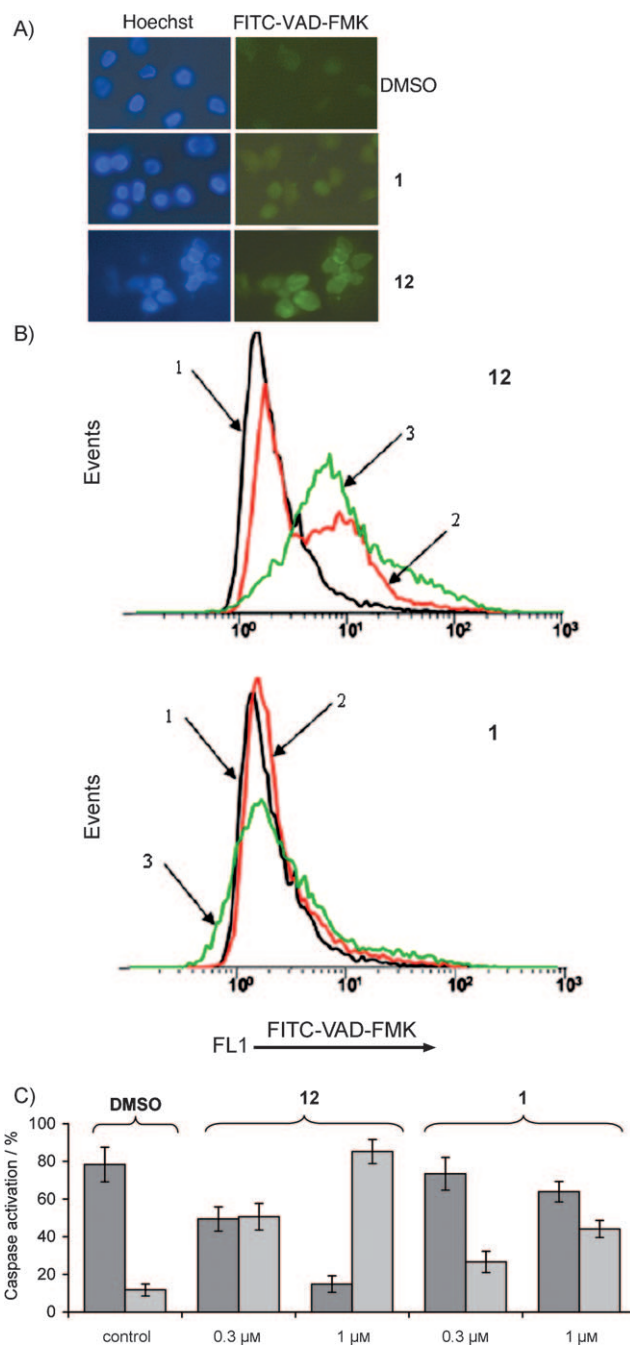 A)
Hoechst FITC-VAD-FMK
DMSO
1
12
B)
1
12
3
2
Events
10⁰ 10¹ 10² 10³
1
2
1
3
Events
10⁰ 10¹ 10² 10³
FITC-VAD-FMK
FL1
C)
DMSO 12 1
Caspase activation / %
100
80
60
40
20
0
control 0.3 µM 1 µM 0.3 µM 1 µM